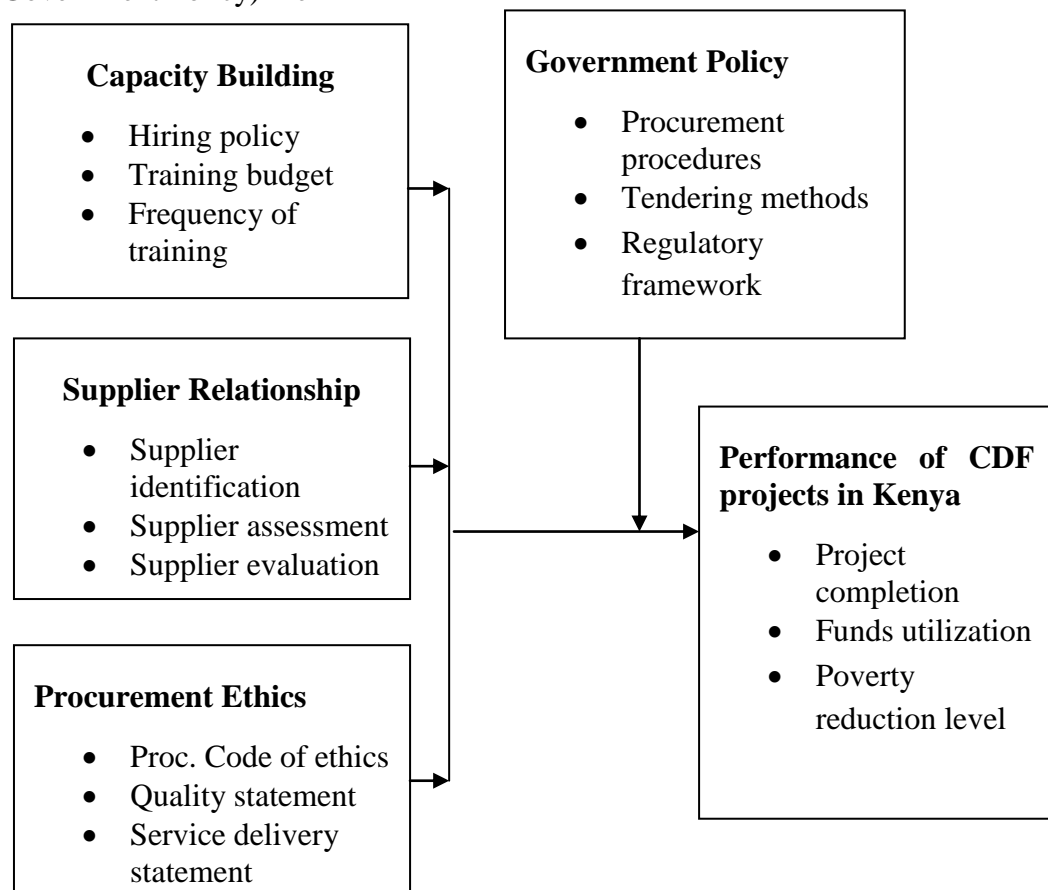 Capacity Building
• Hiring policy
• Training budget
• Frequency of
training
Government Policy
• Procurement
procedures
• Tendering methods
• Regulatory
framework
Supplier Relationship
• Supplier
identification
• Supplier assessment
• Supplier evaluation
Performance of CDF
projects in Kenya
• Project
completion
• Funds utilization
• Poverty
reduction level
Procurement Ethics
• Proc. Code of ethics
• Quality statement
• Service delivery
statement